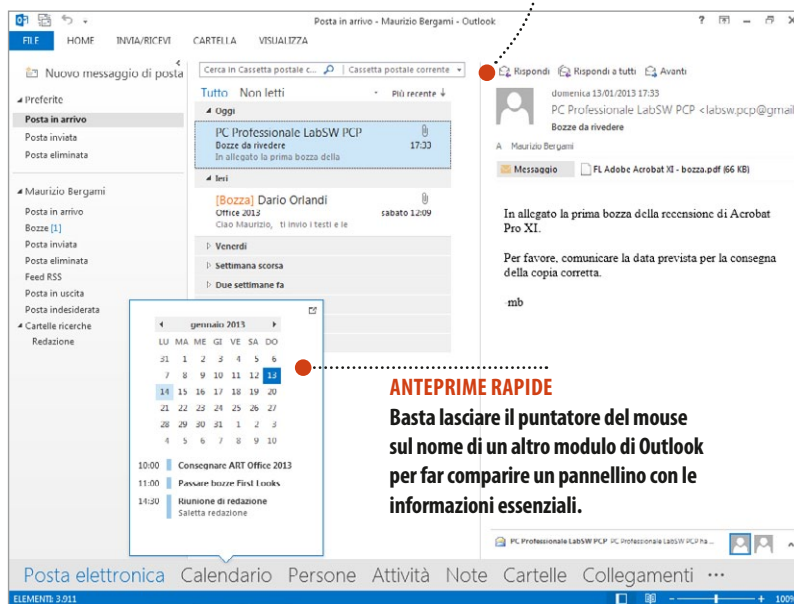 Posta in arrivo - Maurizio Bergami - Outlook
FILE HOME INVIA/RICEVI CARTELLA VISUALIZZA
Nuovo messaggio di posta
Preferite
Posta in arrivo
Posta inviata
Posta eliminata
Maurizio Bergami
Posta in arrivo
Bozze [1]
Posta inviata
Posta eliminata
Feed RSS
Posta in uscita
Posta indesiderata
Cartelle ricerche
Redazione
Cerca in Cassetta postale c... Cassetta postale corrente
Tutto Non letti Più recente ↓
Oggi
PC Professionale LabSW PCP
Bozze da rivedere 17:33
In allegato la prima bozza della
Ieri
[Bozza] Dario Orlandi
Office 2013 sabato 12:09
Ciao Maurizio, ti invio i testi e le
Venerdì
Settimana scorsa
Due settimane fa
Rispondi Rispondi a tutti Avanti
domenica 13/01/2013 17:33
PC Professionale LabSW PCP <labsw.pcp@gmail
Bozze da rivedere
A Maurizio Bergami
Messaggio FL Adobe Acrobat XI - bozza.pdf (66 KB)
In allegato la prima bozza della recensione di Acrobat
Pro XI.
Per favore, comunicare la data prevista per la consegna
della copia corretta.
-mb
gennaio 2013
LU MA ME GI VE SA DO
31 1 2 3 4 5 6
7 8 9 10 11 12 13
14 15 16 17 18 19 20
21 22 23 24 25 26 27
28 29 30 31 1 2 3
4 5 6 7 8 9 10
10:00 Consegnare ART Office 2013
11:00 Passare bozze First Looks
14:30 Riunione di redazione
Saletta redazione
ANTEPRIME RAPIDE
Basta lasciare il puntatore del mouse
sul nome di un altro modulo di Outlook
per far comparire un pannellino con le
informazioni essenziali.
PC Professionale LabSW PCP PC Professionale LabSW PCP ha ...
Posta elettronica Calendario Persone Attività Note Cartelle Collegamenti ...
ELEMENTI: 3.911 100%